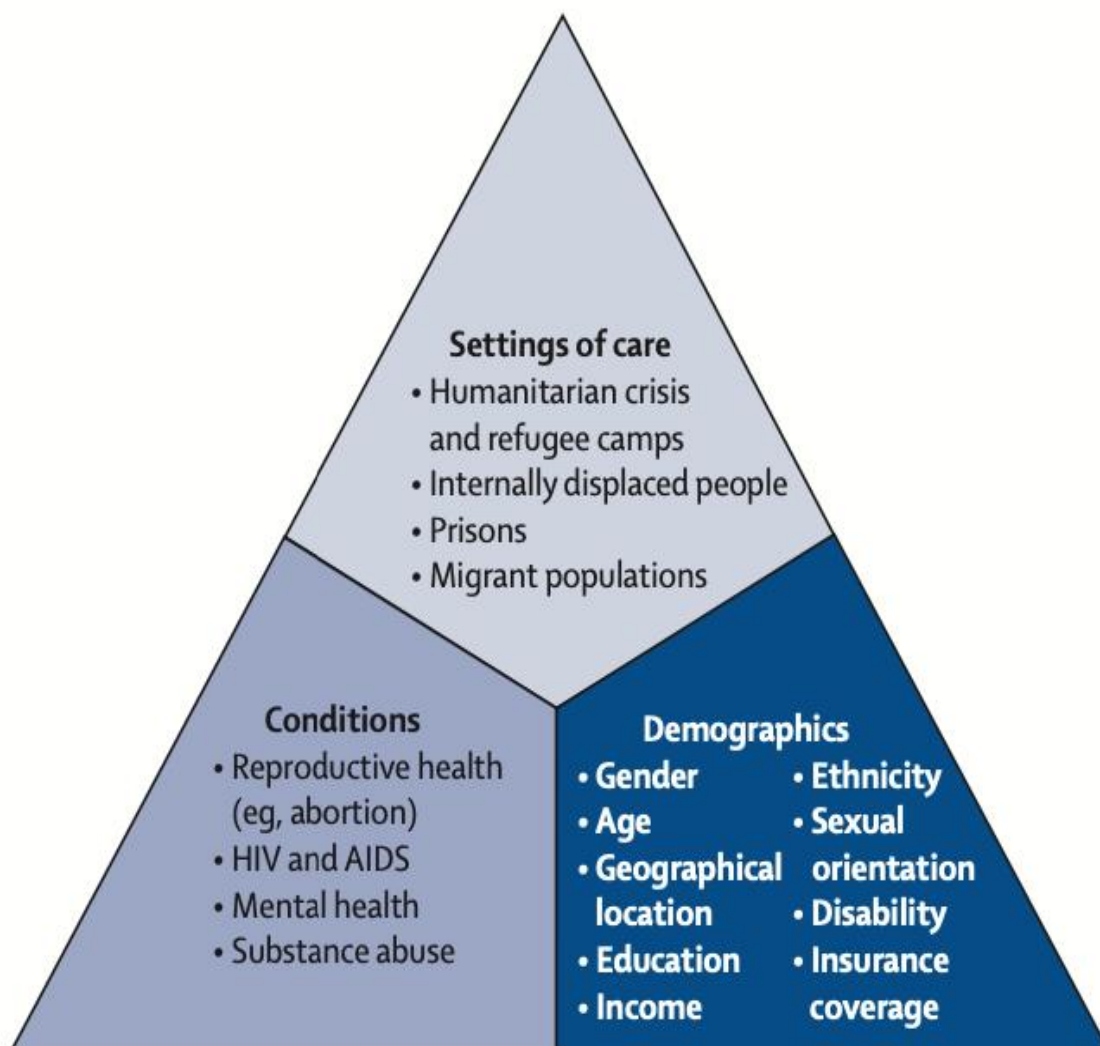 Settings of care
• Humanitarian crisis
and refugee camps
• Internally displaced people
• Prisons
• Migrant populations
Conditions
• Reproductive health
(eg, abortion)
• HIV and AIDS
• Mental health
• Substance abuse
Demographics
• Gender
• Age
• Geographical
location
• Education
• Income
• Ethnicity
• Sexual
orientation
• Disability
• Insurance
coverage